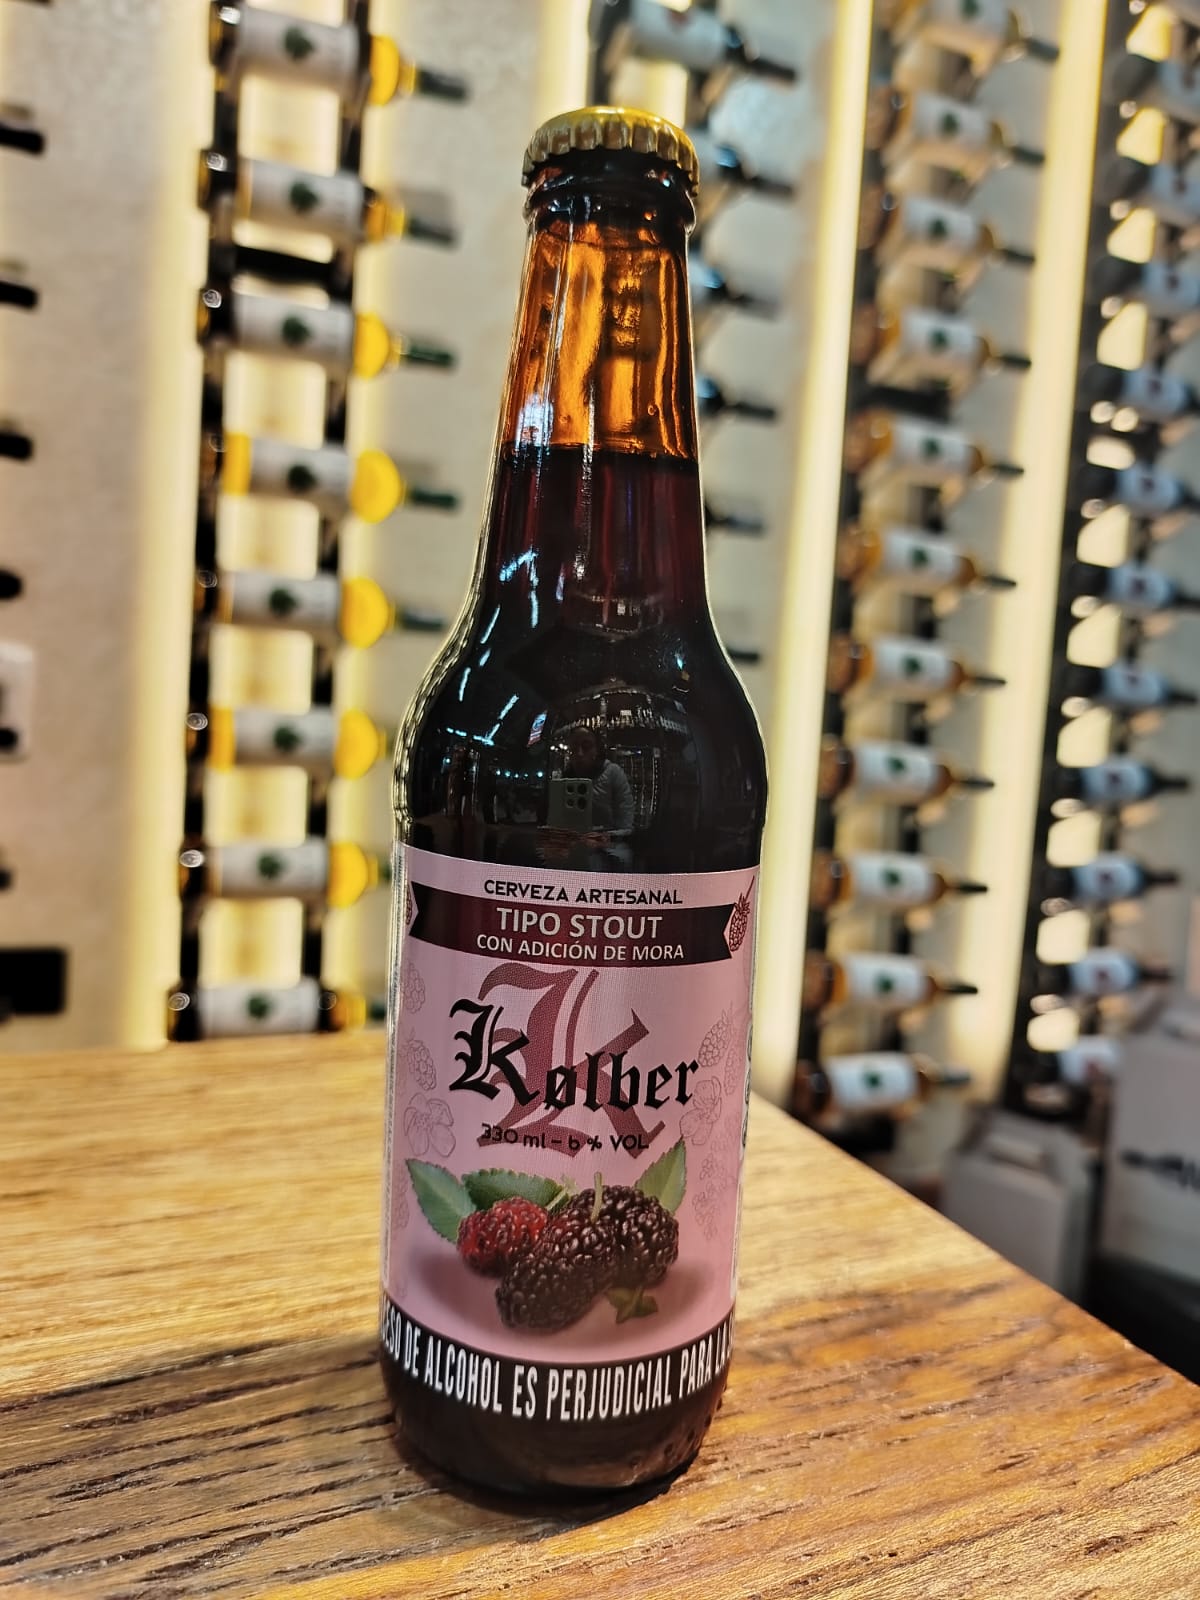 CERVEZA ARTESANAL
TIPO STOUT
CON ADICIÓN DE MORA
Kølber
330 ml - 6 % VOL
DE ALCOHOL ES PERJUDICIAL PARA LA